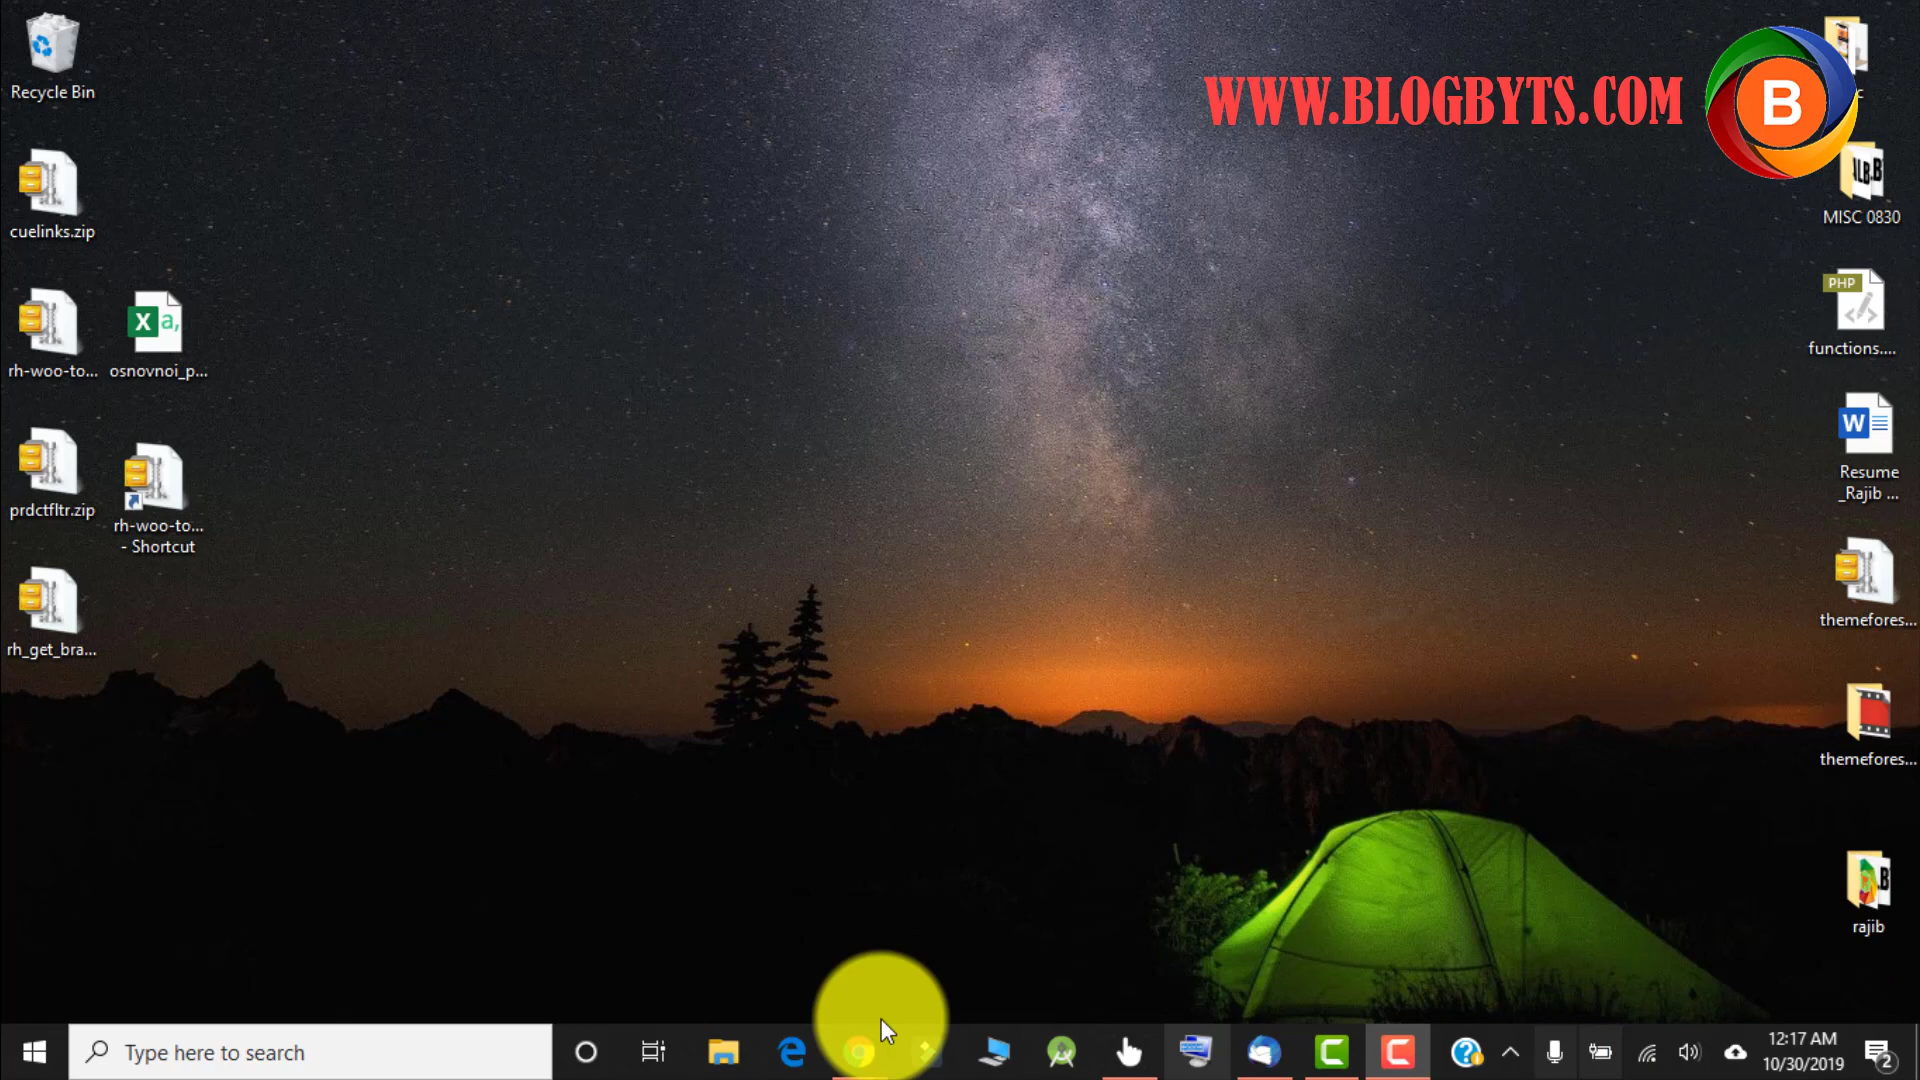 Recycle Bin
WWW.BLOGBYTS.COM
B
cuelinks.zip
MISC 0830
rh-woo-to...
X a,
osnovnoi_p...
PHP
functions....
W
Resume
_Rajib ...
prdctfltr.zip
rh-woo-to...
- Shortcut
rh_get_bra...
themefores...
themefores...
rajib
Type here to search
12:17 AM
10/30/2019
2